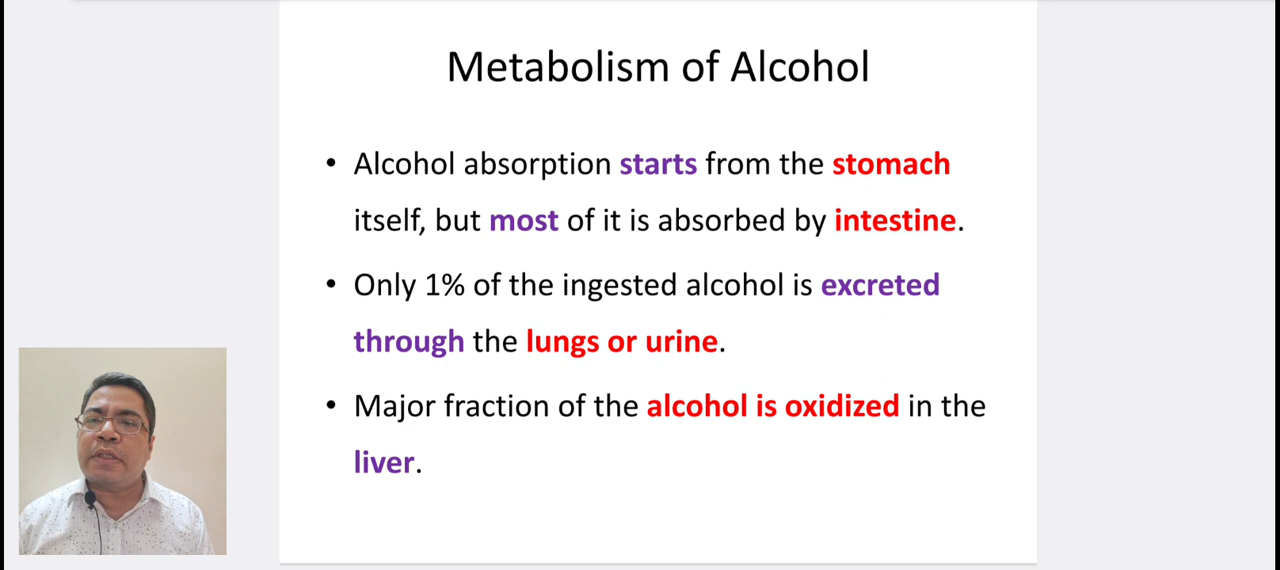 Metabolism of Alcohol
• Alcohol absorption starts from the stomach
itself, but most of it is absorbed by intestine.
• Only 1% of the ingested alcohol is excreted
through the lungs or urine.
• Major fraction of the alcohol is oxidized in the
liver.